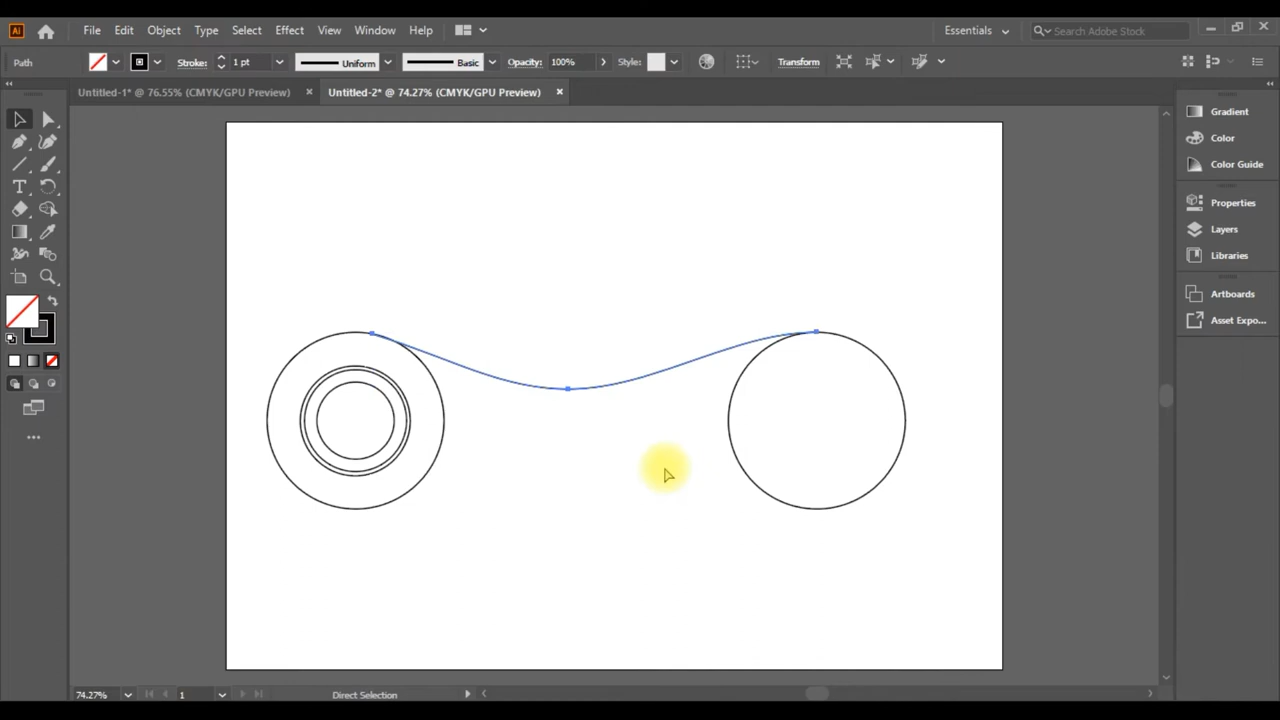 Ai File Edit Object Type Select Effect View Window Help Essentials Search Adobe Stock
Path Stroke: 1 pt Uniform Basic Opacity: 100% Style: Transform
Untitled-1* @ 76.55% (CMYK/GPU Preview) × Untitled-2* @ 74.27% (CMYK/GPU Preview) ×
Gradient
Color
Color Guide
Properties
Layers
Libraries
Artboards
Asset Expo...
74.27% 1 Direct Selection